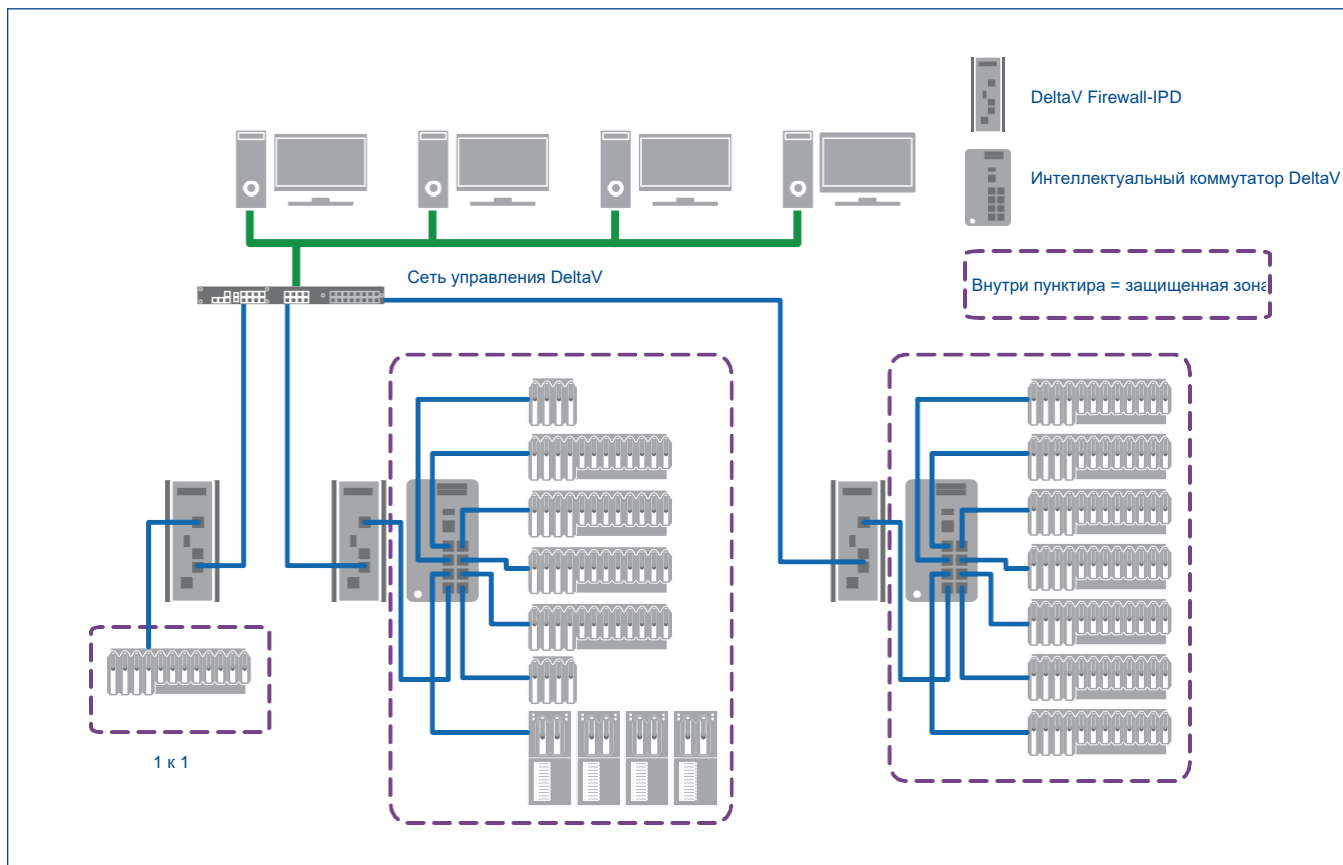 DeltaV Firewall-IPD
Интеллектуальный коммутатор DeltaV
Сеть управления DeltaV
Внутри пунктира = защищенная зона
1 к 1